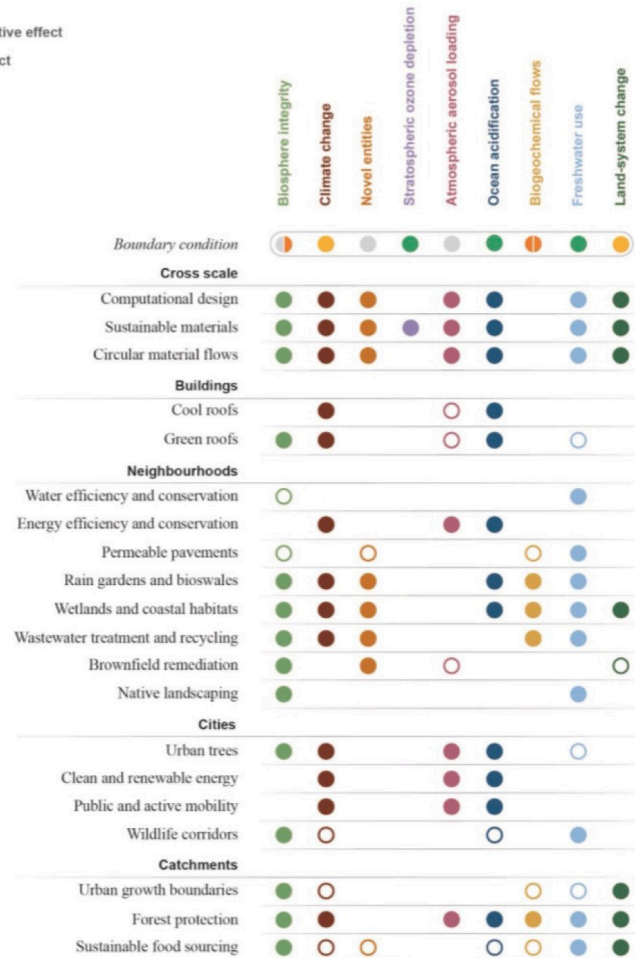 tive effect
ct
Biosphere integrity
Climate change
Novel entities
Stratospheric ozone depletion
Atmospheric aerosol loading
Ocean acidification
Biogeochemical flows
Freshwater use
Land-system change
Boundary condition
Cross scale
Computational design
Sustainable materials
Circular material flows
Buildings
Cool roofs
Green roofs
Neighbourhoods
Water efficiency and conservation
Energy efficiency and conservation
Permeable pavements
Rain gardens and bioswales
Wetlands and coastal habitats
Wastewater treatment and recycling
Brownfield remediation
Native landscaping
Cities
Urban trees
Clean and renewable energy
Public and active mobility
Wildlife corridors
Catchments
Urban growth boundaries
Forest protection
Sustainable food sourcing